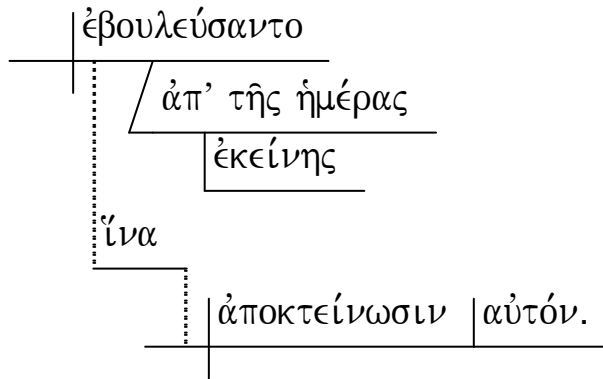 ἐβουλεύσαντο
ἀπ’ τῆς ἡμέρας
ἐκείνης
ἵνα
ἀποκτείνωσιν αὐτόν.